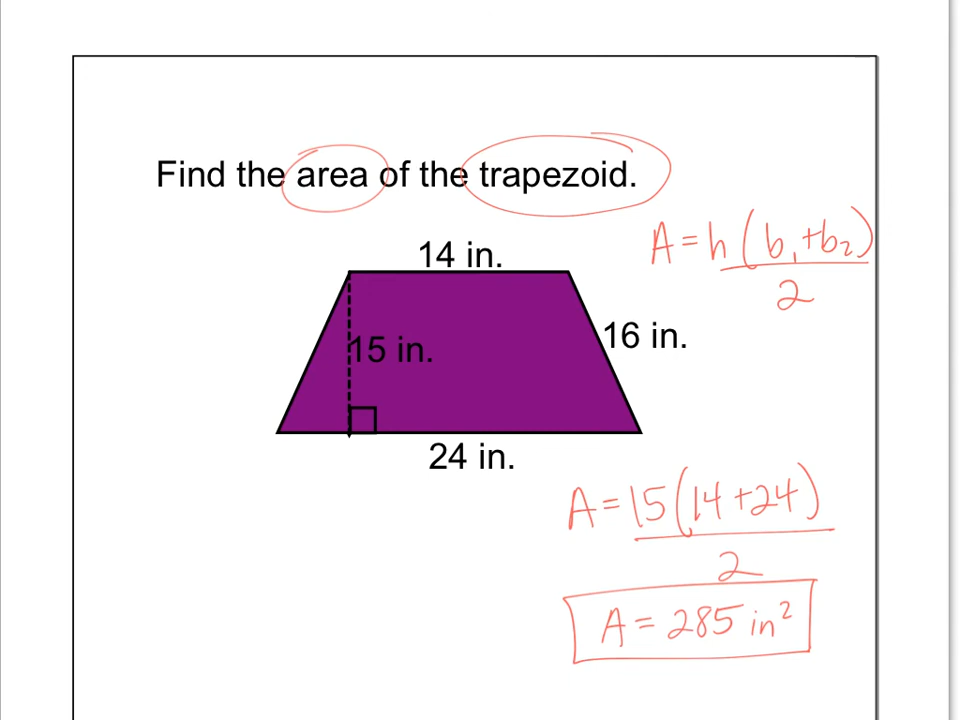 Find the area of the trapezoid.
A = h(b₁+b₂)
2
14 in.
15 in.
16 in.
24 in.
A = 15(14+24)
2
A = 285 in²